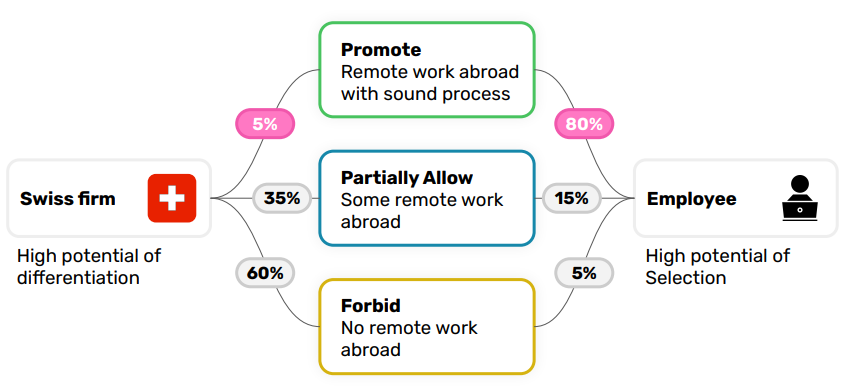 Promote
Remote work abroad
with sound process
5%
80%
Swiss firm
35%
Partially Allow
Some remote work
abroad
15%
Employee
High potential of
differentiation
High potential of
Selection
60%
5%
Forbid
No remote work
abroad